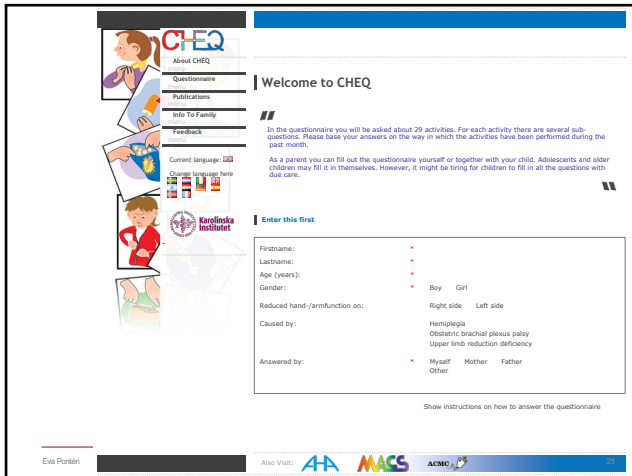 CHEQ
About CHEQ
menu
Questionnaire
menu
Publications
menu
Info To Family
menu
Feedback
menu
Current language:
Change language here
Karolinska
Institutet
Welcome to CHEQ
"
In the questionnaire you will be asked about 29 activities. For each activity there are several sub-
questions. Please base your answers on the way in which the activities have been performed during the
past month.
As a parent you can fill out the questionnaire yourself or together with your child. Adolescents and older
children may fill it in themselves. However, it might be tiring for children to fill in all the questions with
due care.
"
Enter this first
Firstname: *
Lastname: *
Age (years): *
Gender: * Boy Girl
Reduced hand-/armfunction on: Right side Left side
Caused by: Hemiplegia
Obstetric brachial plexus palsy
Upper limb reduction deficiency
Answered by: * Myself Mother Father
Other
Show instructions on how to answer the questionnaire
Eva Pontén
Also Visit: AHA MACS ACMC
25